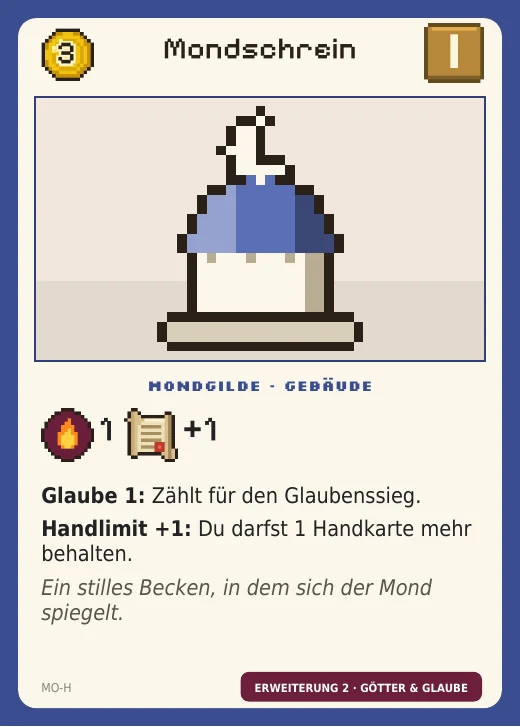 3
Mondschrein
I
MONDGILDE · GEBÄUDE
1 +1
Glaube 1: Zählt für den Glaubenssieg.
Handlimit +1: Du darfst 1 Handkarte mehr
behalten.
Ein stilles Becken, in dem sich der Mond
spiegelt.
MO-H
ERWEITERUNG 2 · GÖTTER & GLAUBE